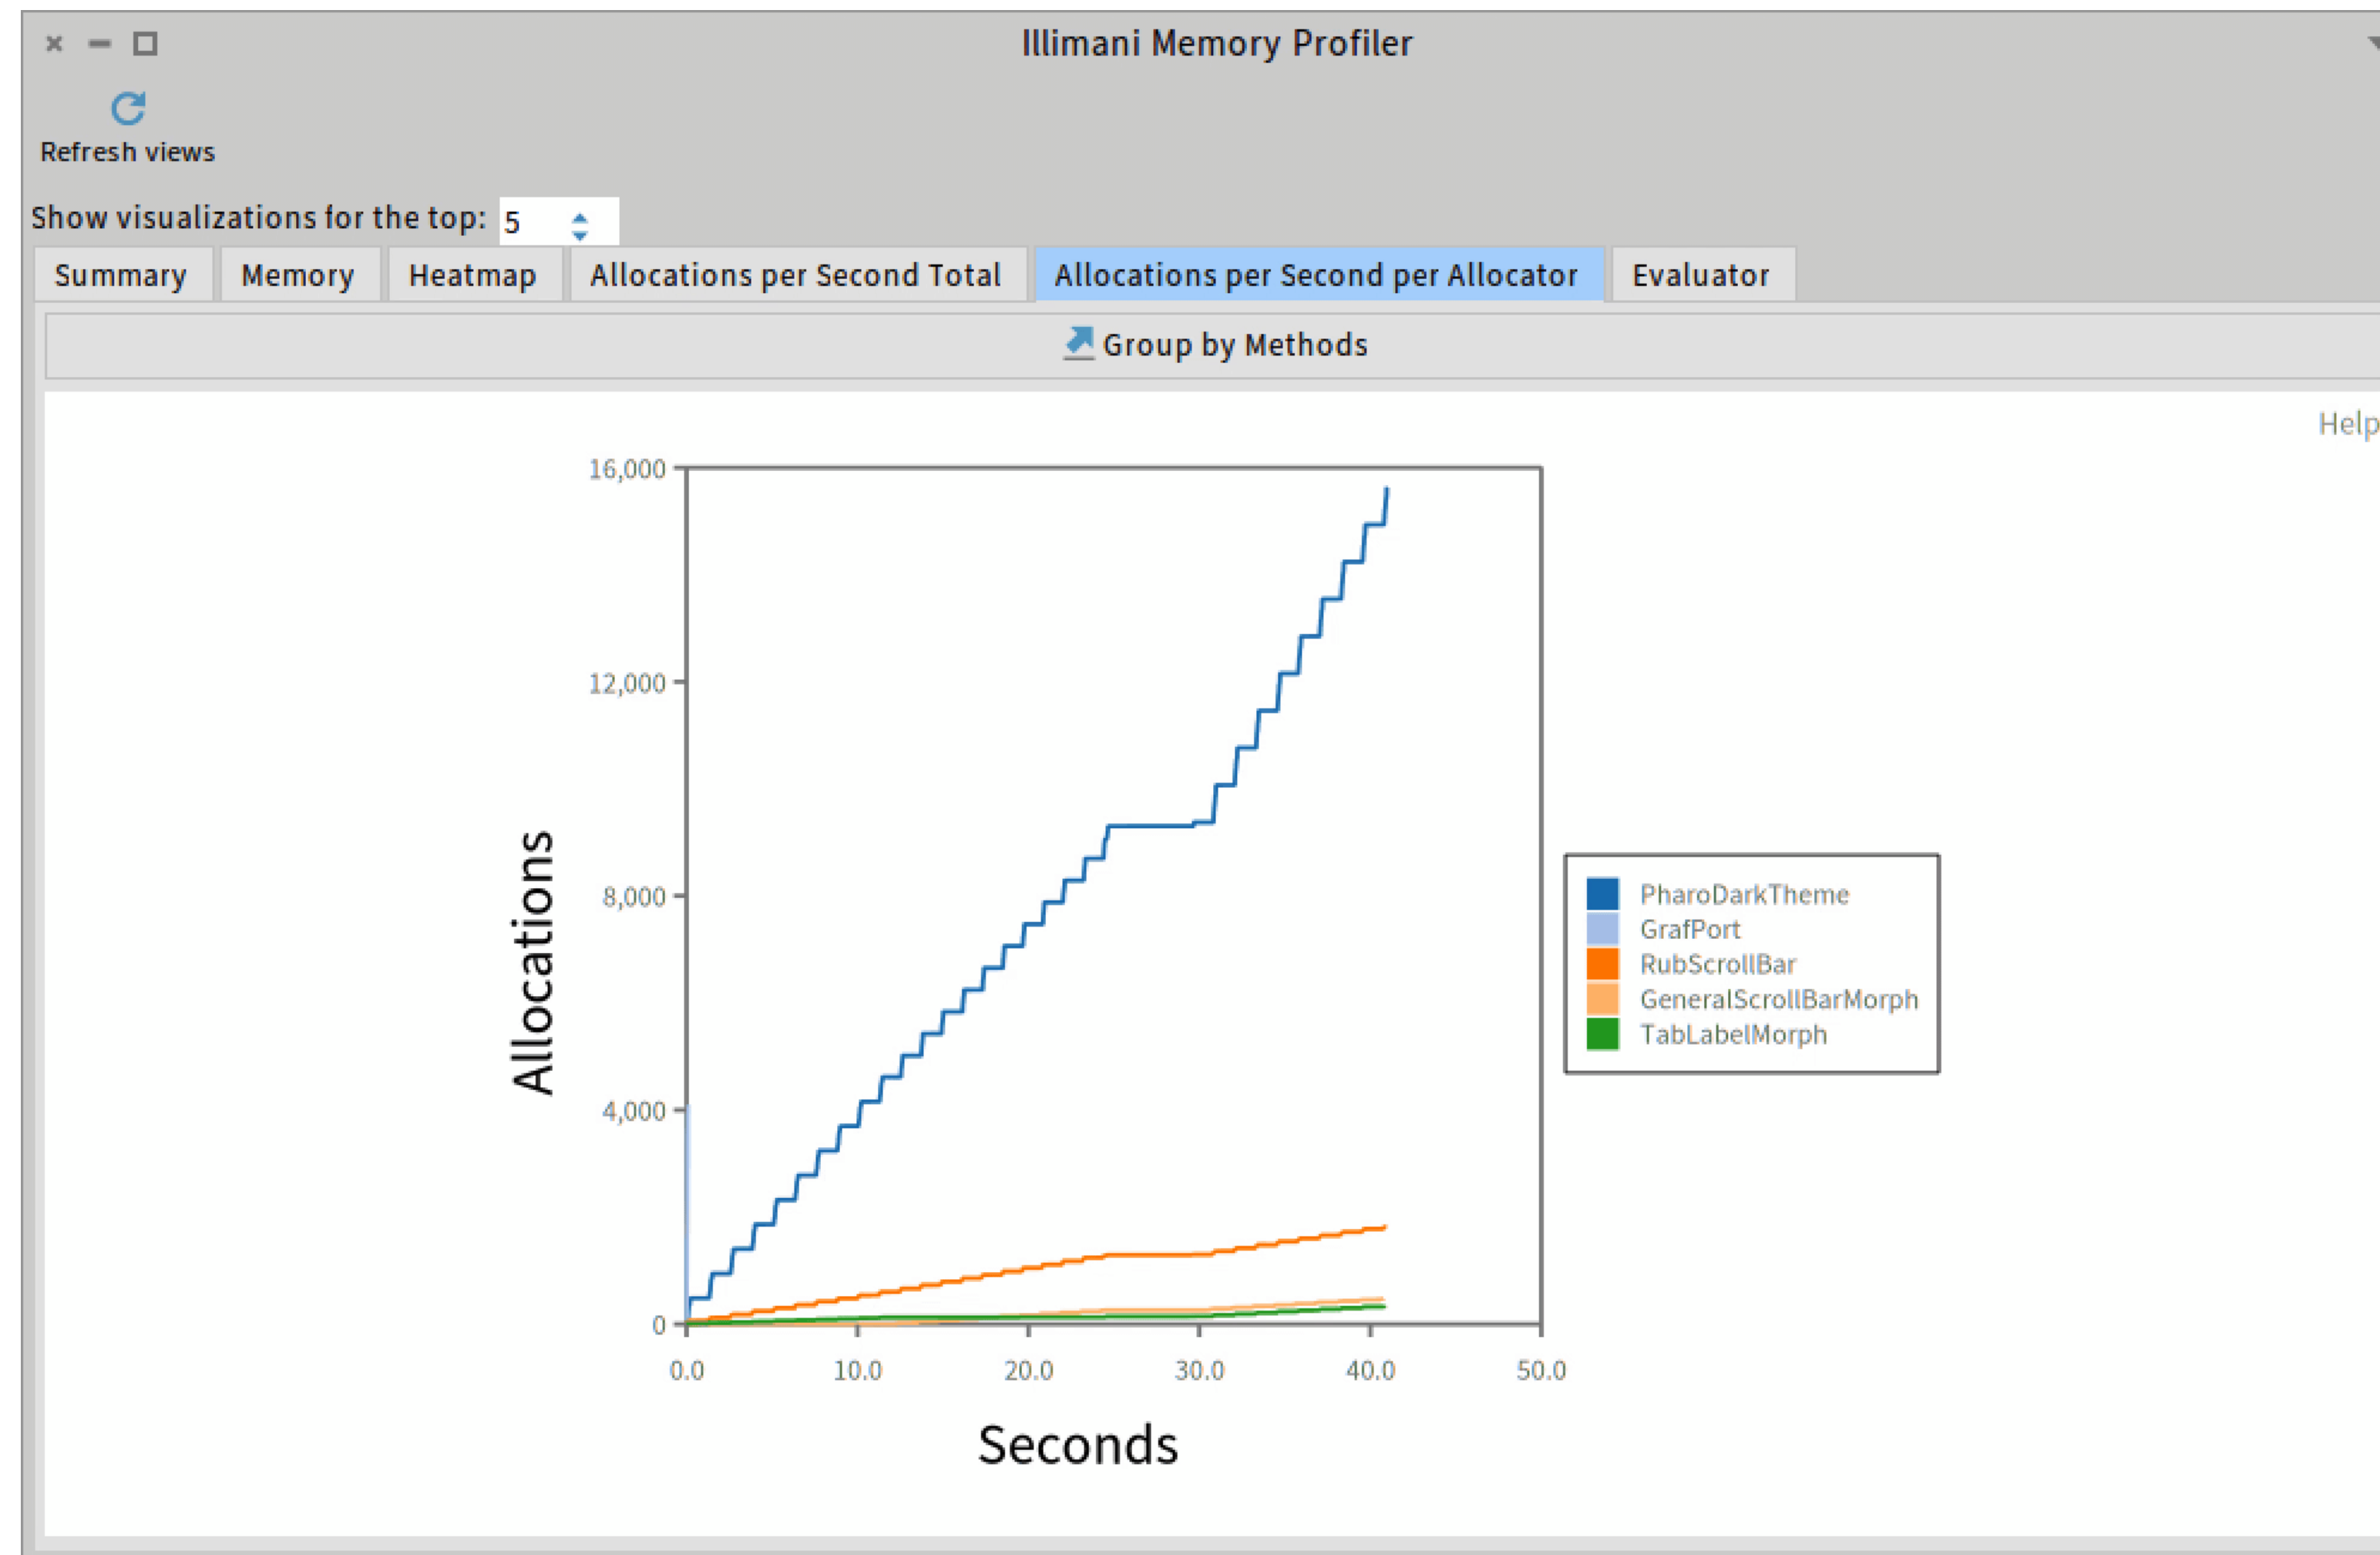 Illimani Memory Profiler
Refresh views
Show visualizations for the top: 5
Summary Memory Heatmap Allocations per Second Total Allocations per Second per Allocator Evaluator
Group by Methods
Help
16,000
12,000
8,000
4,000
0
Allocations
0.0 10.0 20.0 30.0 40.0 50.0
Seconds
PharoDarkTheme
GrafPort
RubScrollBar
GeneralScrollBarMorph
TabLabelMorph